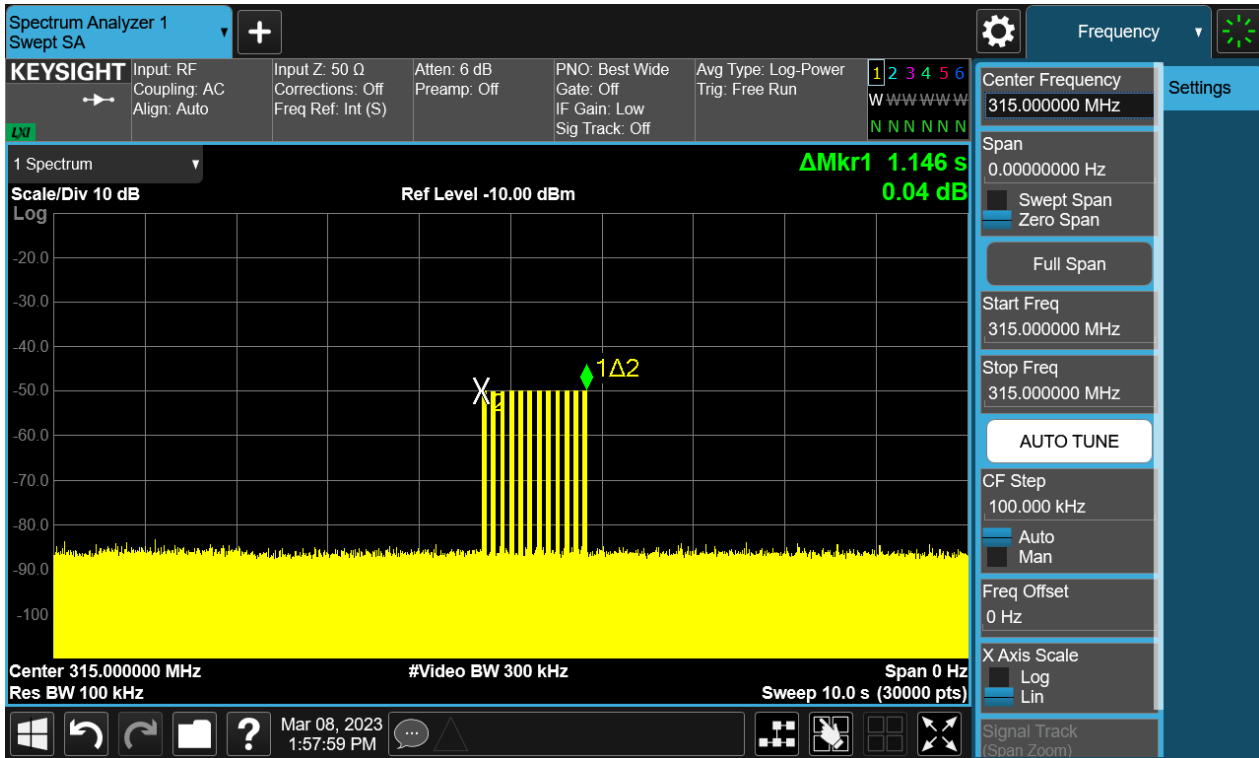 Spectrum Analyzer 1
Swept SA
Frequency
KEYSIGHT
LXI
Input: RF
Coupling: AC
Align: Auto
Input Z: 50 Ω
Corrections: Off
Freq Ref: Int (S)
Atten: 6 dB
Preamp: Off
PNO: Best Wide
Gate: Off
IF Gain: Low
Sig Track: Off
Avg Type: Log-Power
Trig: Free Run
1 2 3 4 5 6
W W W W W W
N N N N N N
1 Spectrum
Scale/Div 10 dB
Ref Level -10.00 dBm
ΔMkr1 1.146 s
0.04 dB
Log
-20.0
-30.0
-40.0
-50.0
-60.0
-70.0
-80.0
-90.0
-100
1Δ2
2
Center 315.000000 MHz
#Video BW 300 kHz
Span 0 Hz
Res BW 100 kHz
Sweep 10.0 s (30000 pts)
Mar 08, 2023
1:57:59 PM
?
Center Frequency
315.000000 MHz
Settings
Span
0.00000000 Hz
Swept Span
Zero Span
Full Span
Start Freq
315.000000 MHz
Stop Freq
315.000000 MHz
AUTO TUNE
CF Step
100.000 kHz
Auto
Man
Freq Offset
0 Hz
X Axis Scale
Log
Lin
Signal Track
(Span Zoom)